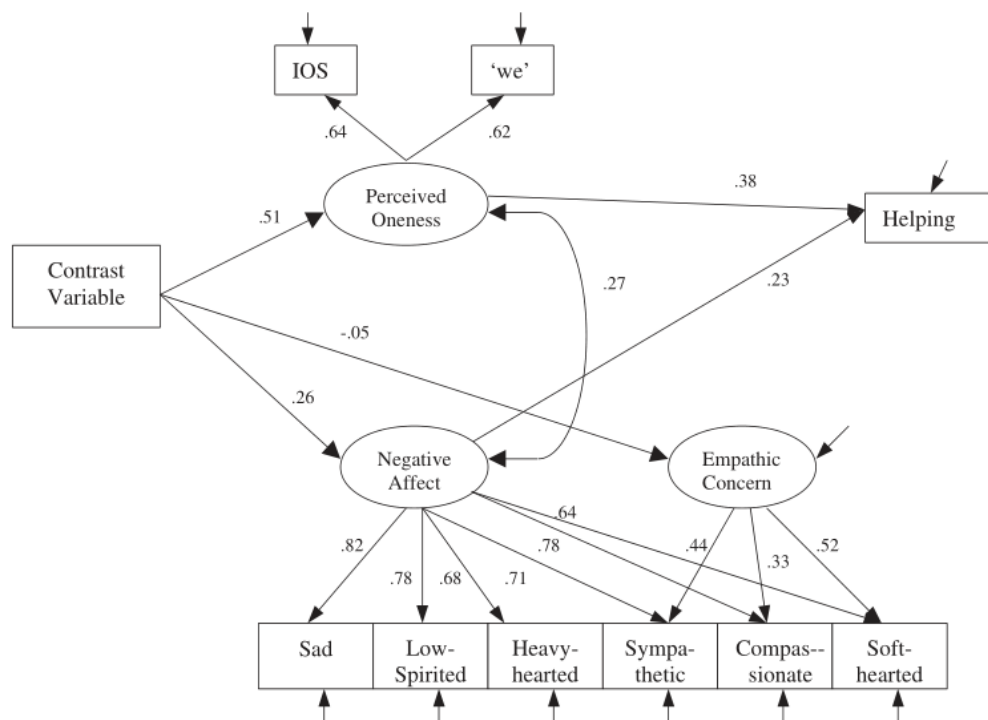 IOS
‘we’
.64
.62
Perceived
Oneness
.38
Helping
.51
Contrast
Variable
.27
.23
-.05
.26
Negative
Affect
Empathic
Concern
.64
.82
.78
.44
.52
.33
.78
.68
.71
Sad
Low-
Spirited
Heavy-
hearted
Sympa-
thetic
Compas--
sionate
Soft-
hearted